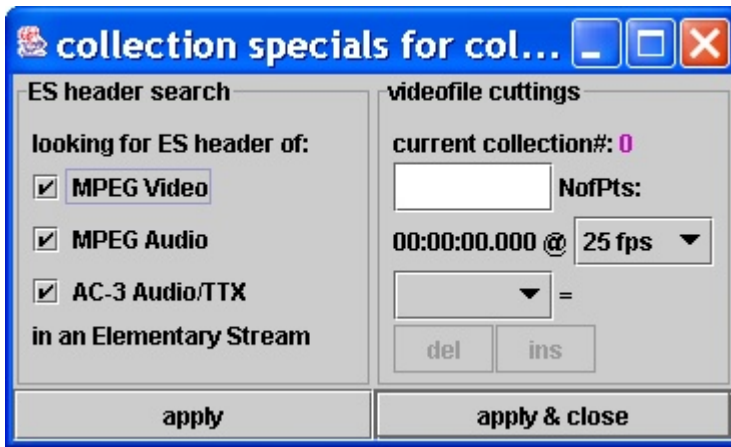 collection specials for col...
ES header search
looking for ES header of:
MPEG Video
MPEG Audio
AC-3 Audio/TTX
in an Elementary Stream
videofile cuttings
current collection#: 0
NofPts:
00:00:00.000 @ 25 fps
=
del ins
apply
apply & close